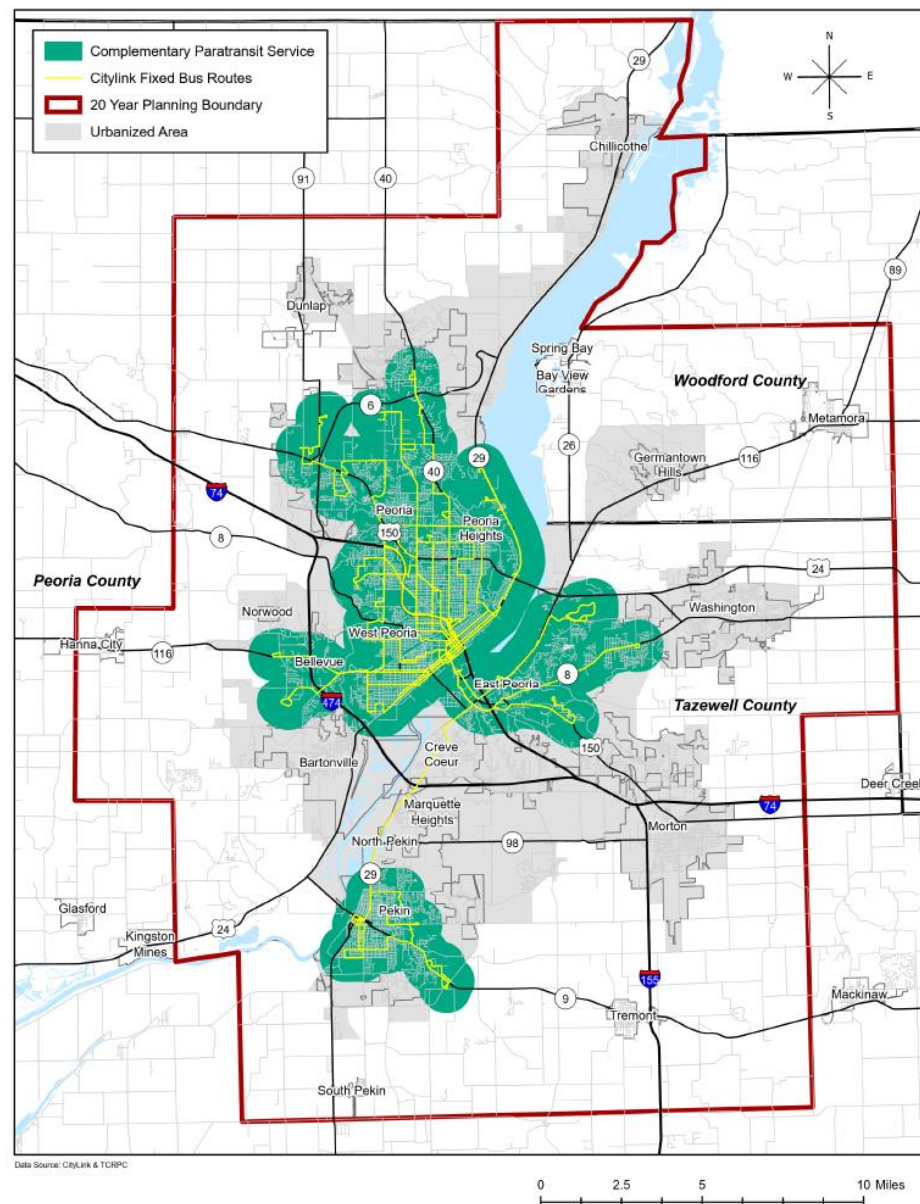 Complementary Paratransit Service
Citylink Fixed Bus Routes
20 Year Planning Boundary
Urbanized Area
N
W
E
S
29
Chillicothe
91
40
89
Dunlap
Spring Bay
Bay View
Gardens
Woodford County
Metamora
6
26
116
Germantown
Hills
40
29
74
Peoria
150
Peoria
Heights
8
24
Peoria County
Norwood
Washington
West Peoria
Hanna City
116
Bellevue
8
East Peoria
474
Tazewell County
150
Bartonville
Creve
Coeur
Deer Creek
74
Marquette
Heights
Morton
North Pekin
98
29
Glasford
Pekin
24
Kingston
Mines
155
9
Mackinaw
Tremont
South Pekin
Data Source: CityLink & TCRPC
0 2.5 5 10 Miles